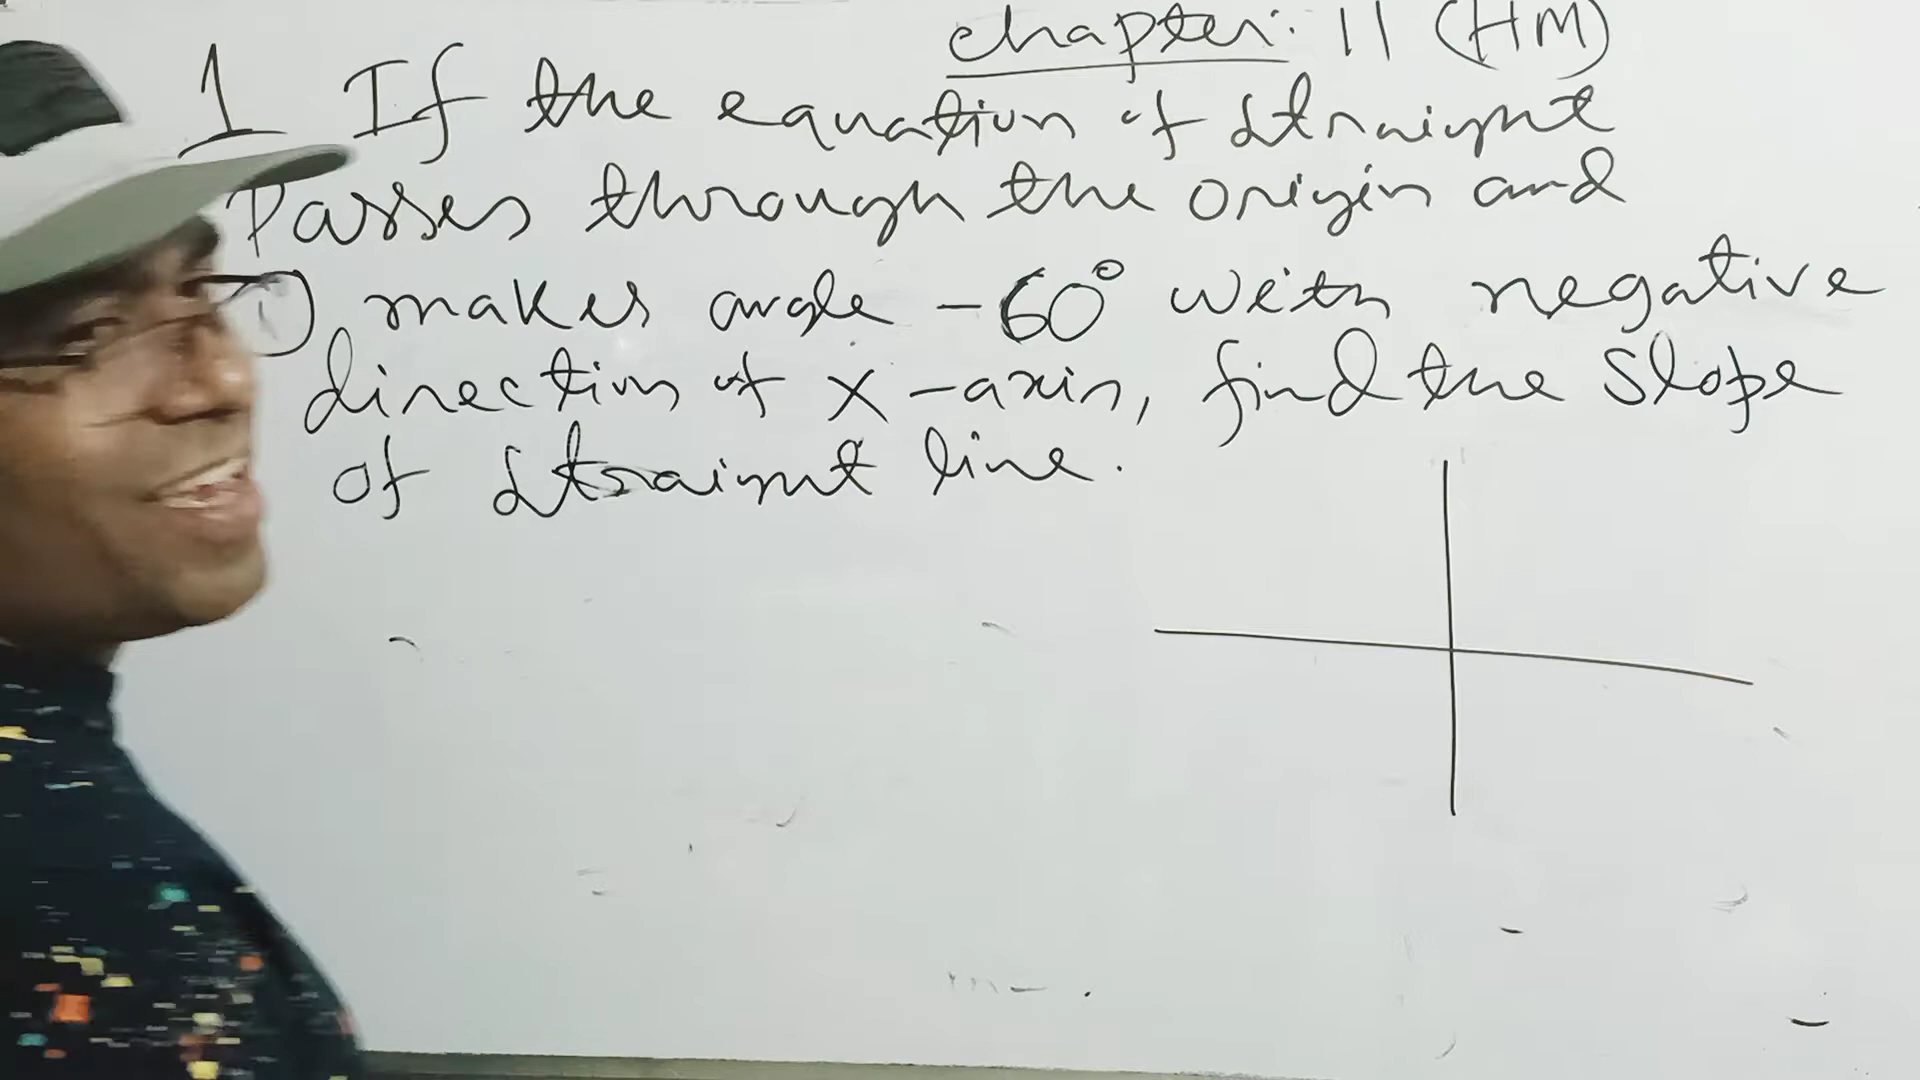 chapter: 11 (HM)
1 If the equation of straight
Passes through the origin and
i) makes angle -60° with negative
direction of x-axis, find the slope
of straight line.